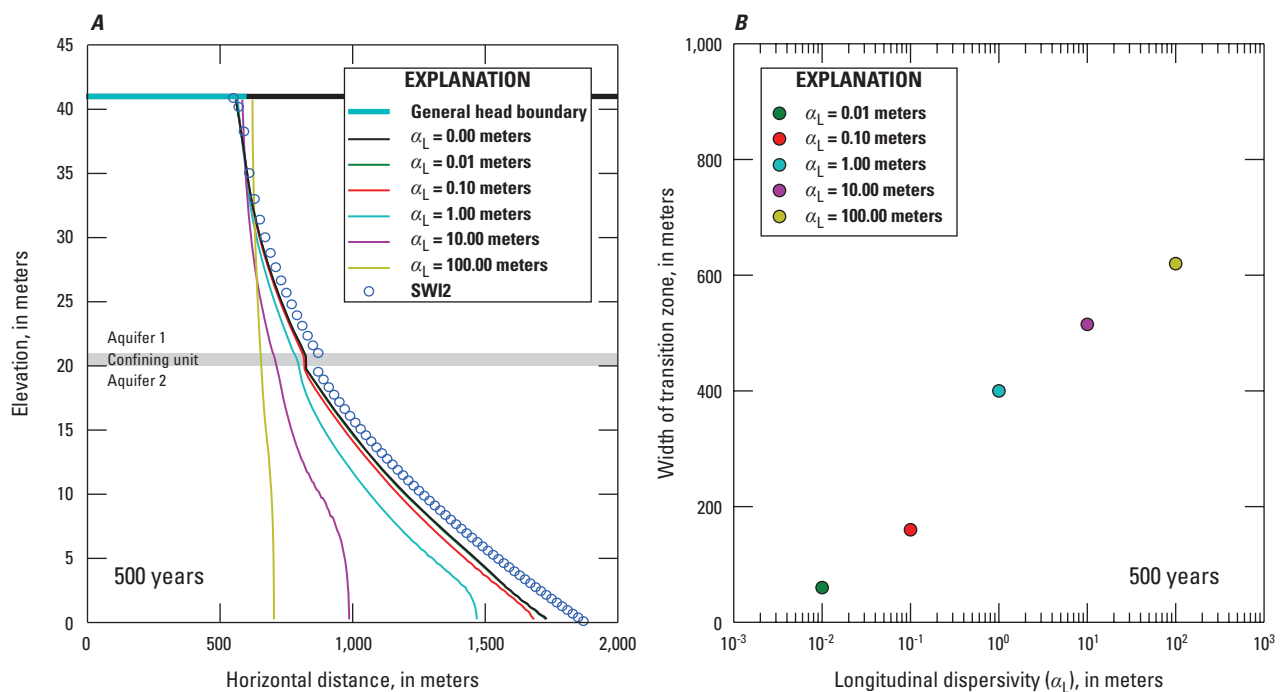 A
45
40
35
30
25
20
15
10
5
0
Elevation, in meters
EXPLANATION
General head boundary
αL = 0.00 meters
αL = 0.01 meters
αL = 0.10 meters
αL = 1.00 meters
αL = 10.00 meters
αL = 100.00 meters
SWI2
Aquifer 1
Confining unit
Aquifer 2
500 years
0 500 1,000 1,500 2,000
Horizontal distance, in meters
B
1,000
800
600
400
200
0
Width of transition zone, in meters
EXPLANATION
αL = 0.01 meters
αL = 0.10 meters
αL = 1.00 meters
αL = 10.00 meters
αL = 100.00 meters
500 years
10⁻³ 10⁻² 10⁻¹ 10⁰ 10¹ 10² 10³
Longitudinal dispersivity (αL), in meters